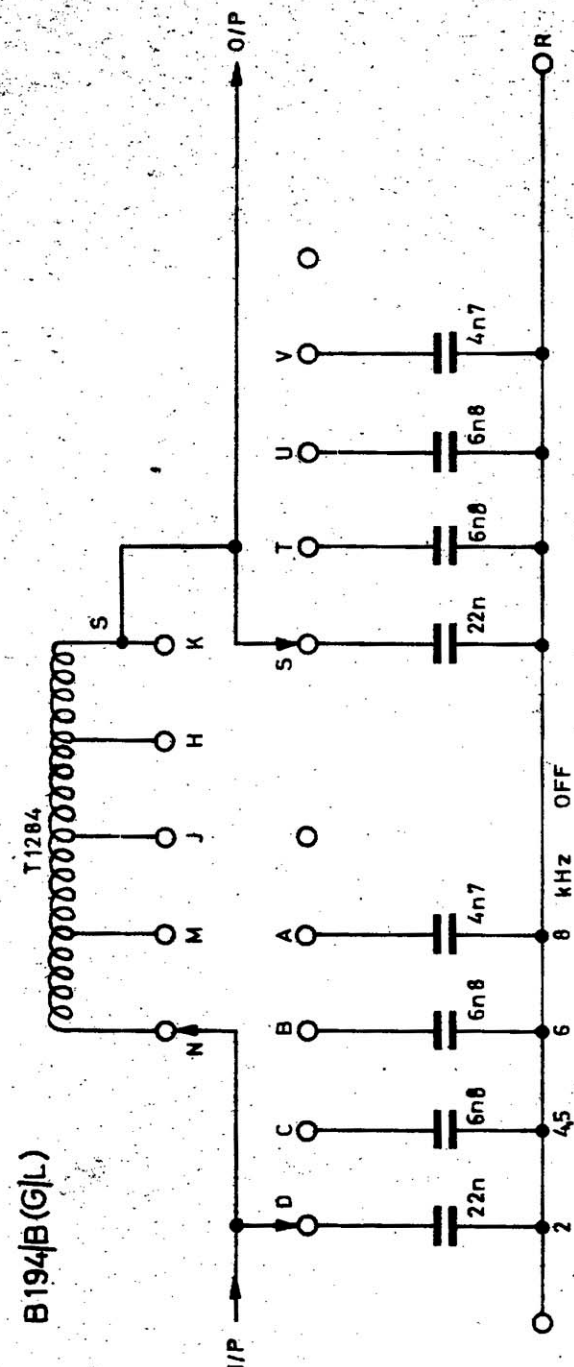 B194/B(G/L)
T1284
S
N
M
J
H
K
I/P
O/P
D
C
B
A
S
T
U
V
22n
6n8
6n8
4n7
22n
6n8
6n8
4n7
2
4,5
6
8
kHz
OFF
R